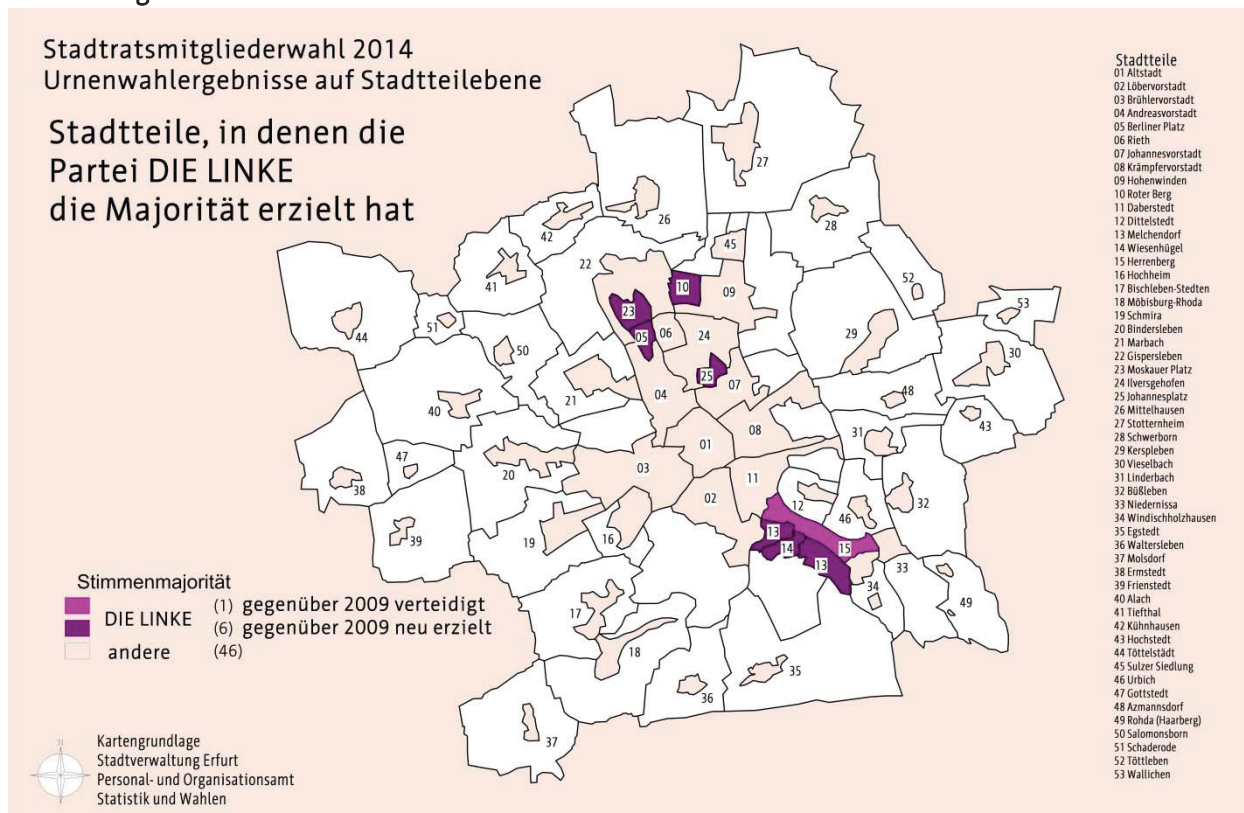 Stadtratsmitgliederwahl 2014
Urnenwahlergebnisse auf Stadtteilebene
Stadtteile, in denen die
Partei DIE LINKE
die Majorität erzielt hat
Stadtteile
01 Altstadt
02 Löbervorstadt
03 Brühlervorstadt
04 Andreasvorstadt
05 Berliner Platz
06 Rieth
07 Johannesvorstadt
08 Krämpfervorstadt
09 Hohenwinden
10 Roter Berg
11 Daberstedt
12 Dittelstedt
13 Melchendorf
14 Wiesenhügel
15 Herrenberg
16 Hochheim
17 Bischleben-Stedten
18 Möbisburg-Rhoda
19 Schmira
20 Bindersleben
21 Marbach
22 Gispersleben
23 Moskauer Platz
24 Ilversgehofen
25 Johannesplatz
26 Mittelhausen
27 Stotternheim
28 Schwerborn
29 Kerspleben
30 Vieselbach
31 Linderbach
32 Büßleben
33 Niedernissa
34 Windischholzhausen
35 Egstedt
36 Waltersleben
37 Molsdorf
38 Ermstedt
39 Frienstedt
40 Alach
41 Tiefthal
42 Kühnhausen
43 Hochstedt
44 Töttelstädt
45 Sulzer Siedlung
46 Urbich
47 Gottstedt
48 Azmannsdorf
49 Rohda (Haarberg)
50 Salomonsborn
51 Schaderode
52 Töttleben
53 Wallichen
27
26
28
42
45
22
41
52
10
09
53
23
51
44
05
06
24
29
50
30
25
07
21
04
48
40
43
08
31
01
47
03
20
11
38
02
12
32
46
13
39
19
16
14
15
13
33
34
49
17
18
35
36
37
Stimmenmajorität
DIE LINKE
(1) gegenüber 2009 verteidigt
(6) gegenüber 2009 neu erzielt
andere (46)
Kartengrundlage
Stadtverwaltung Erfurt
Personal- und Organisationsamt
Statistik und Wahlen